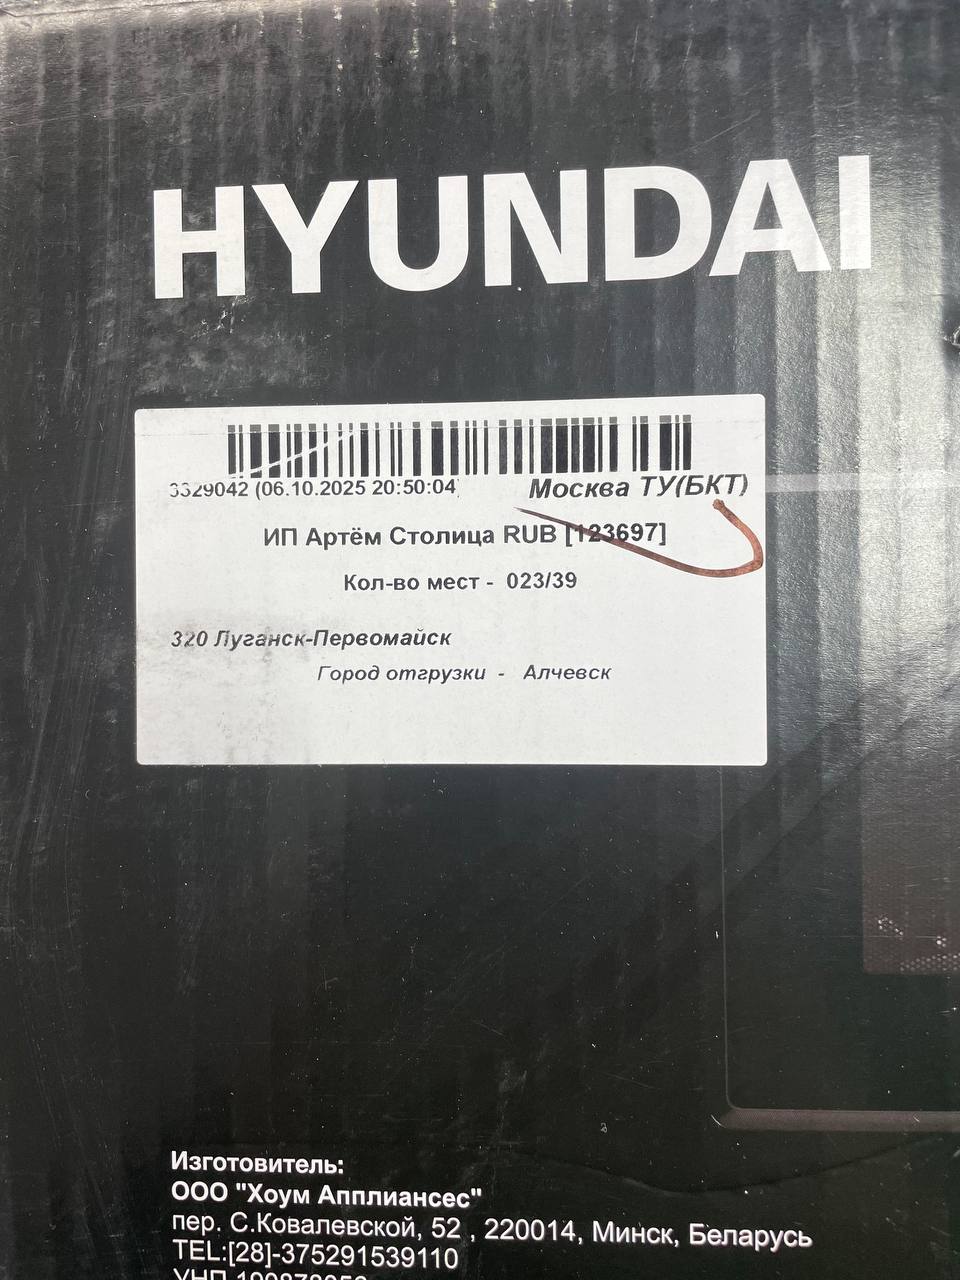 HYUNDAI
3329042 (06.10.2025 20:50:04)
Москва ТУ(БКТ)
ИП Артём Столица RUB [123697]
Кол-во мест - 023/39
320 Луганск-Первомайск
Город отгрузки - Алчевск
Изготовитель:
ООО "Хоум Апплиансес"
пер. С.Ковалевской, 52 , 220014, Минск, Беларусь
TEL:[28]-375291539110
УНП